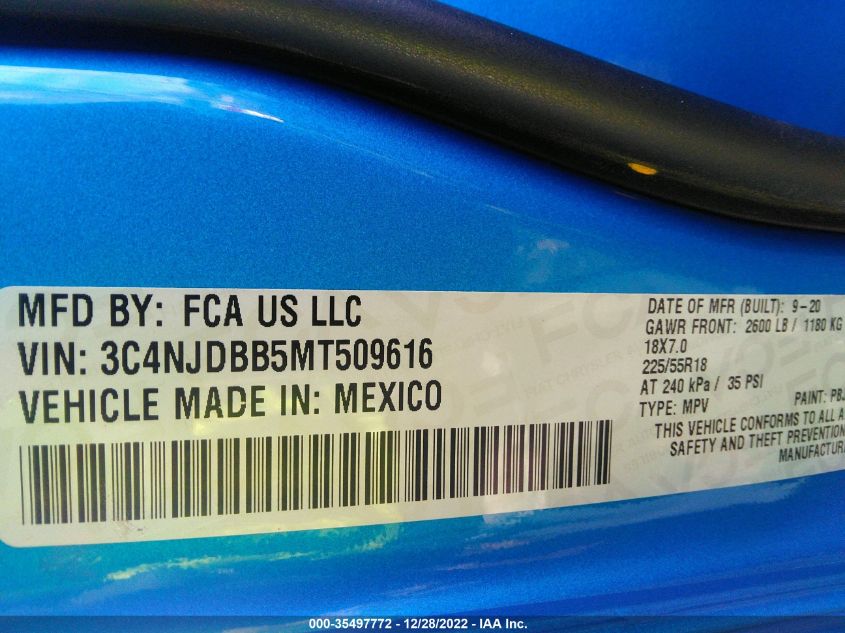 MFD BY: FCA US LLC
VIN: 3C4NJDBB5MT509616
VEHICLE MADE IN: MEXICO
DATE OF MFR (BUILT): 9-20
GAWR FRONT: 2600 LB / 1180 KG
18X7.0
225/55R18
AT 240 kPa / 35 PSI
TYPE: MPV PAINT: PBJ
THIS VEHICLE CONFORMS TO ALL A
SAFETY AND THEFT PREVENTION
MANUFACTURA
000-35497772 - 12/28/2022 - IAA Inc.